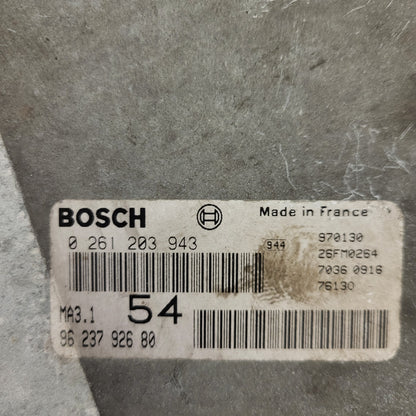 BOSCH Made in France
0 261 203 943 944 970130
26FM0264
7036 0916
76130
MA3.1 54
96 237 926 80